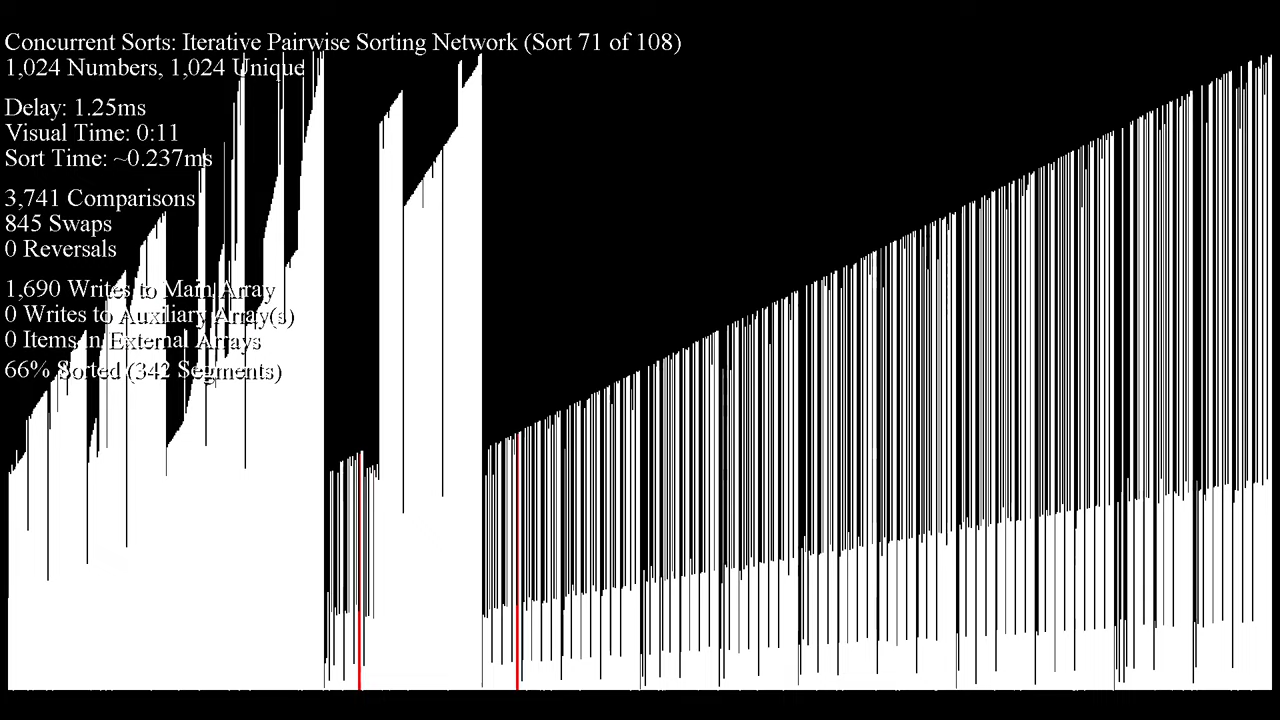 Concurrent Sorts: Iterative Pairwise Sorting Network (Sort 71 of 108)
1,024 Numbers, 1,024 Unique
Delay: 1.25ms
Visual Time: 0:11
Sort Time: ~0.237ms
3,741 Comparisons
845 Swaps
0 Reversals
1,690 Writes to Main Array
0 Writes to Auxiliary Array(s)
0 Items in External Arrays
66% Sorted (342 Segments)